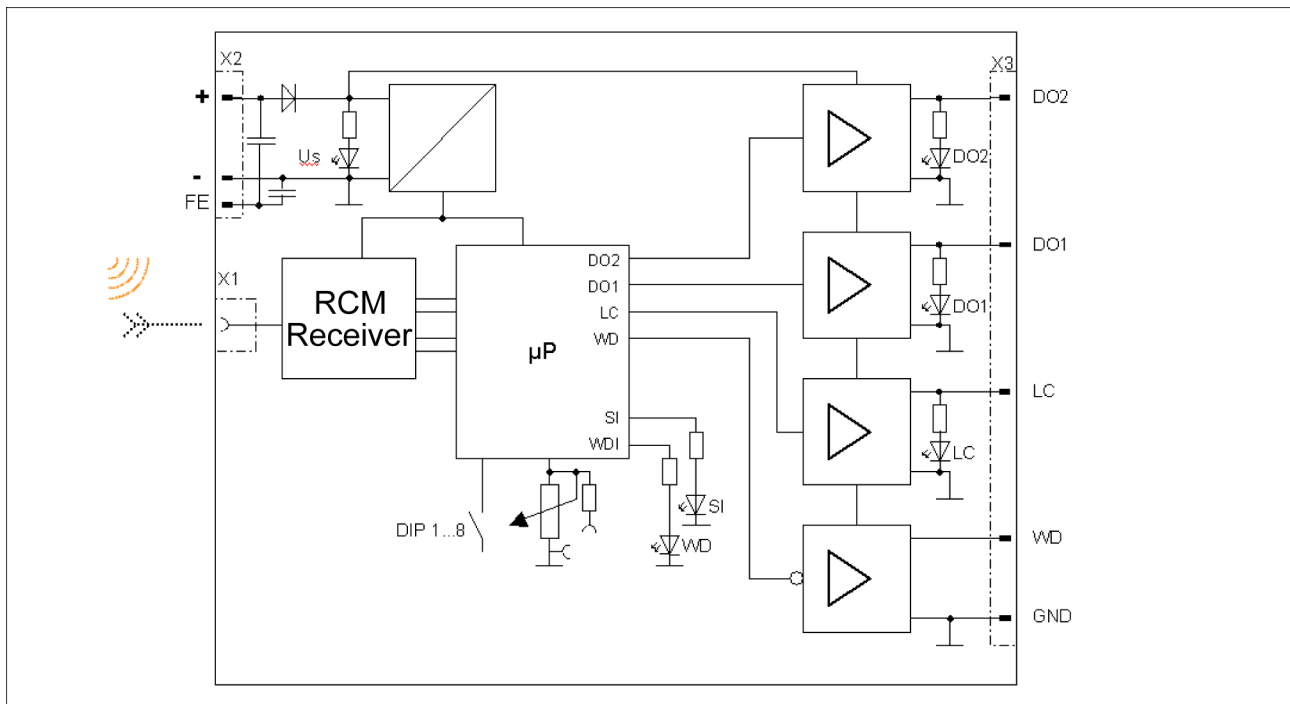 X2
X3
+
DO2
Us
DO2
-
FE
X1
RCM
Receiver
DO2
DO1
LC
WD
µP
SI
WDI
DO1
DO1
LC
LC
DIP 1...8
SI
WD
WD
GND